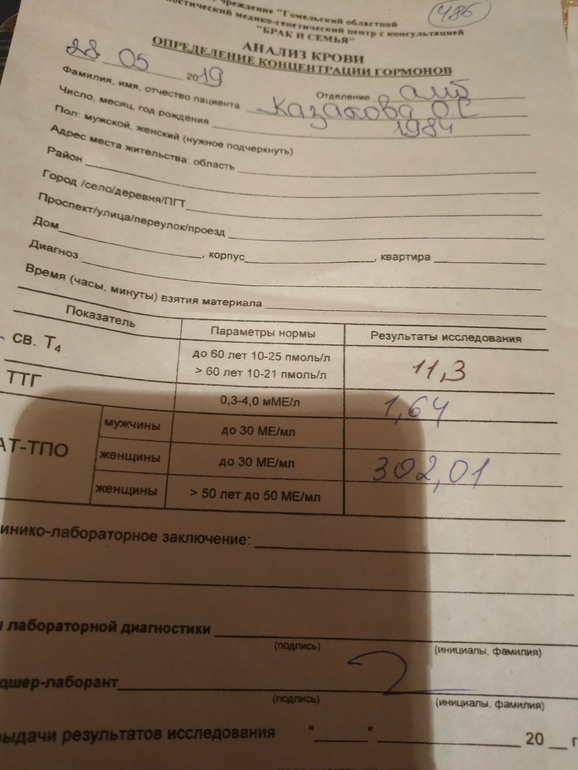 чреждение "Гомельской областной
остический медико-генетический центр с консультацией
"БРАК И СЕМЬЯ"
486
АНАЛИЗ КРОВИ
ОПРЕДЕЛЕНИЕ КОНЦЕНТРАЦИИ ГОРМОНОВ
28 05 2019 Отделение амб
Фамилия, имя, отчество пациента Казакова О.С
Число, месяц, год рождения 1984
Пол: мужской, женский (нужное подчеркнуть)
Адрес места жительства: область
Район
Город /село/деревня/ПГТ
Проспект/улица/переулок/проезд
Дом , корпус , квартира
Диагноз
Время (часы, минуты) взятия материала
Показатель Параметры нормы Результаты исследования
св. Т4 до 60 лет 10-25 пмоль/л 11,3
> 60 лет 10-21 пмоль/л
ТТГ 0,3-4,0 мМЕ/л 1,64
АТ-ТПО мужчины до 30 МЕ/мл
женщины до 30 МЕ/мл 302,01
женщины > 50 лет до 50 МЕ/мл
инико-лабораторное заключение:
лабораторной диагностики
(подпись) (инициалы, фамилия)
дшер-лаборант
(подпись) (инициалы, фамилия)
выдачи результатов исследования " " 20 г